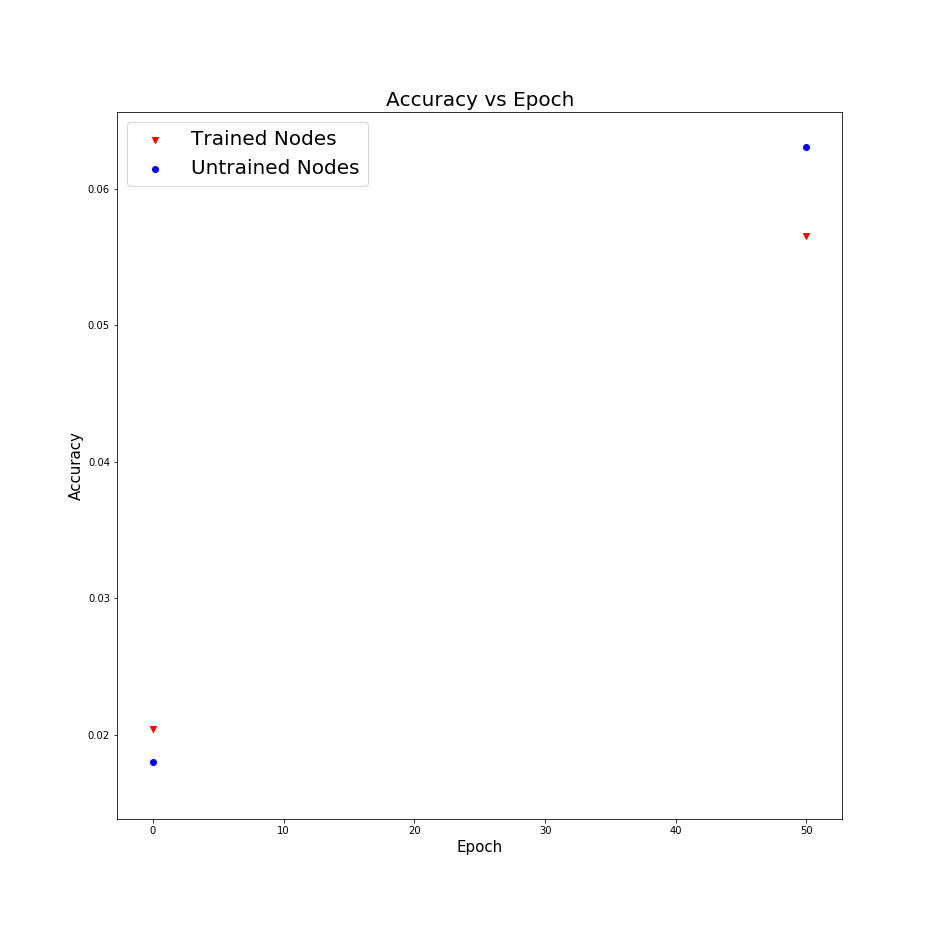 Accuracy vs Epoch
Trained Nodes
Untrained Nodes
0.06
0.05
0.04
0.03
0.02
Accuracy
0 10 20 30 40 50
Epoch